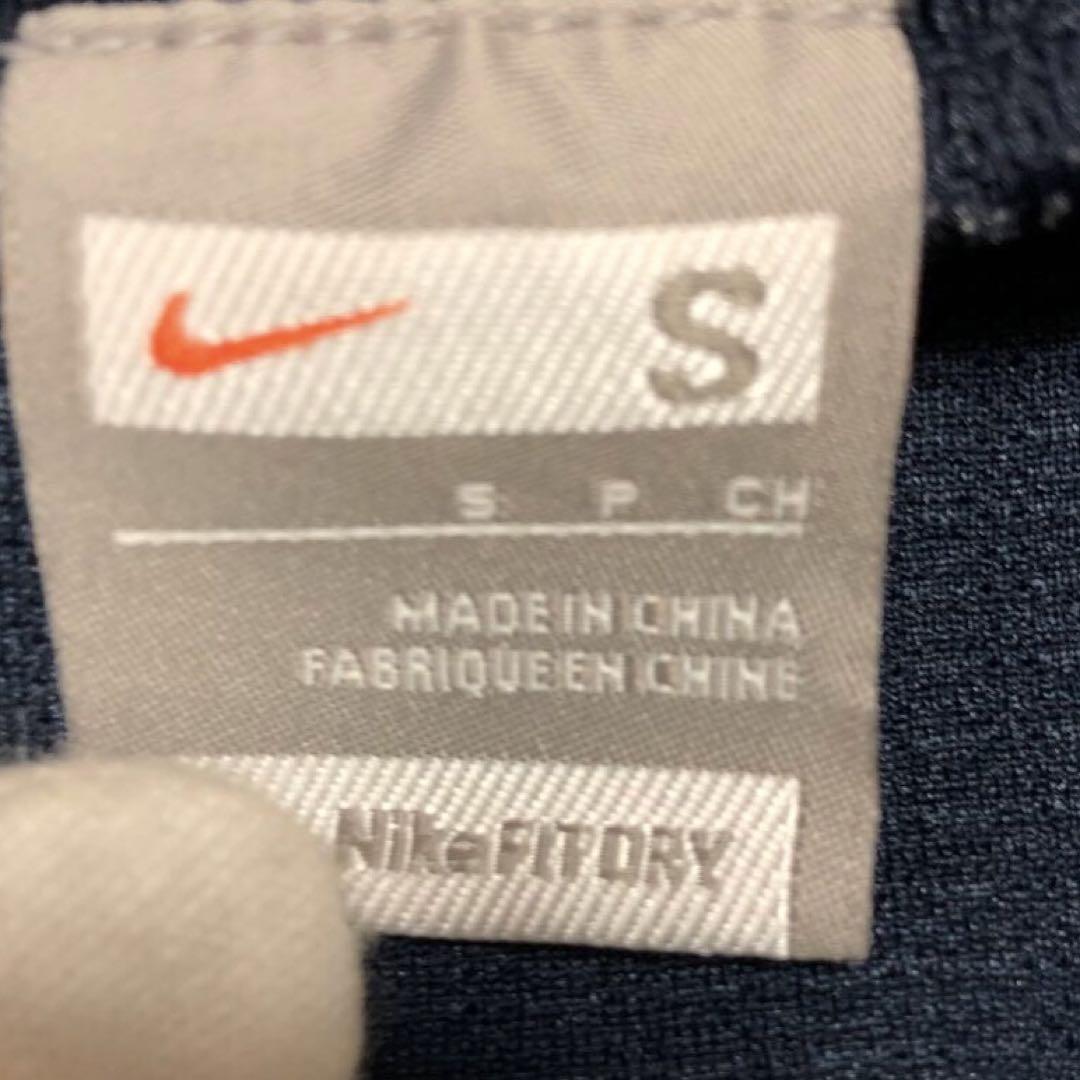 S
S P CH
MADE IN CHINA
FABRIQUE EN CHINE
Nike FIT DRY